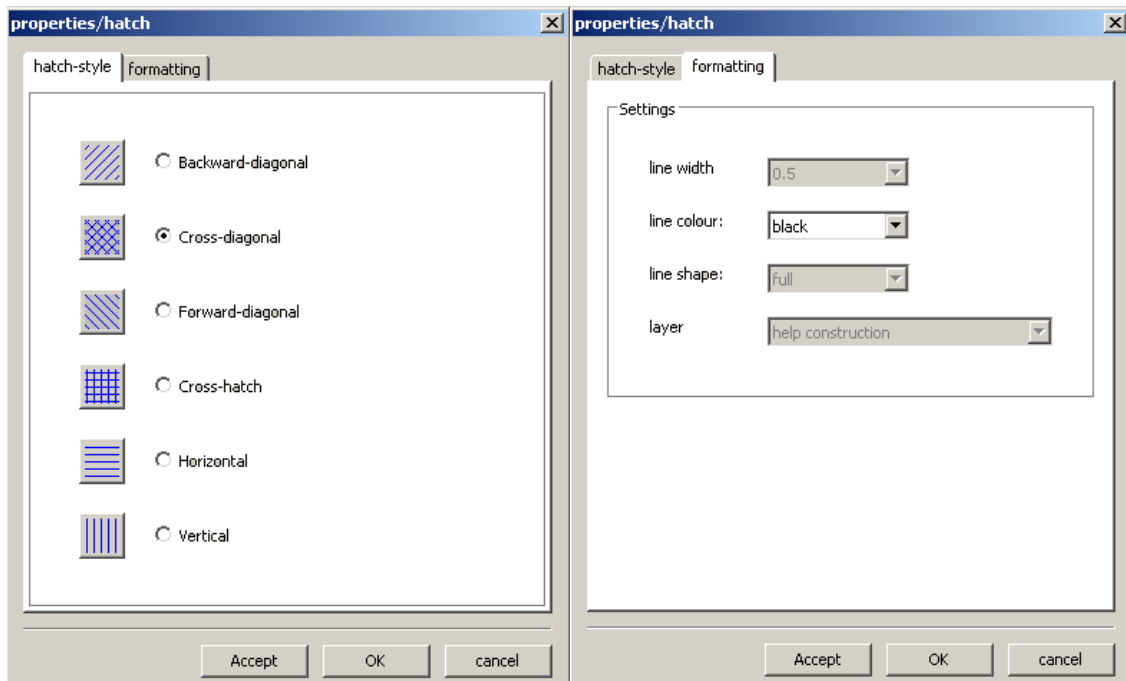 properties/hatch
hatch-style
formatting
Backward-diagonal
Cross-diagonal
Forward-diagonal
Cross-hatch
Horizontal
Vertical
Accept
OK
cancel
properties/hatch
hatch-style
formatting
Settings
line width
0.5
line colour:
black
line shape:
full
layer
help construction
Accept
OK
cancel